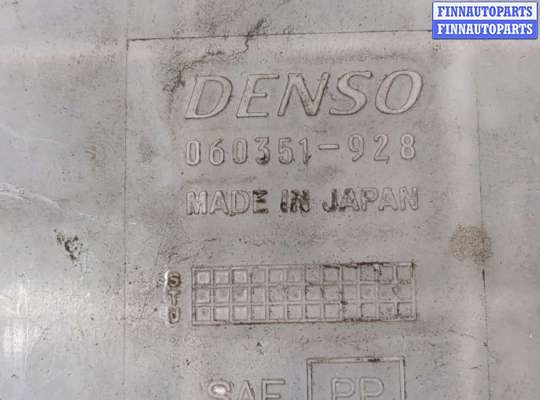 FINNAUTOPARTS
FINNAUTOPARTS
DENSO
060351-928
MADE IN JAPAN
STD
SAE PP